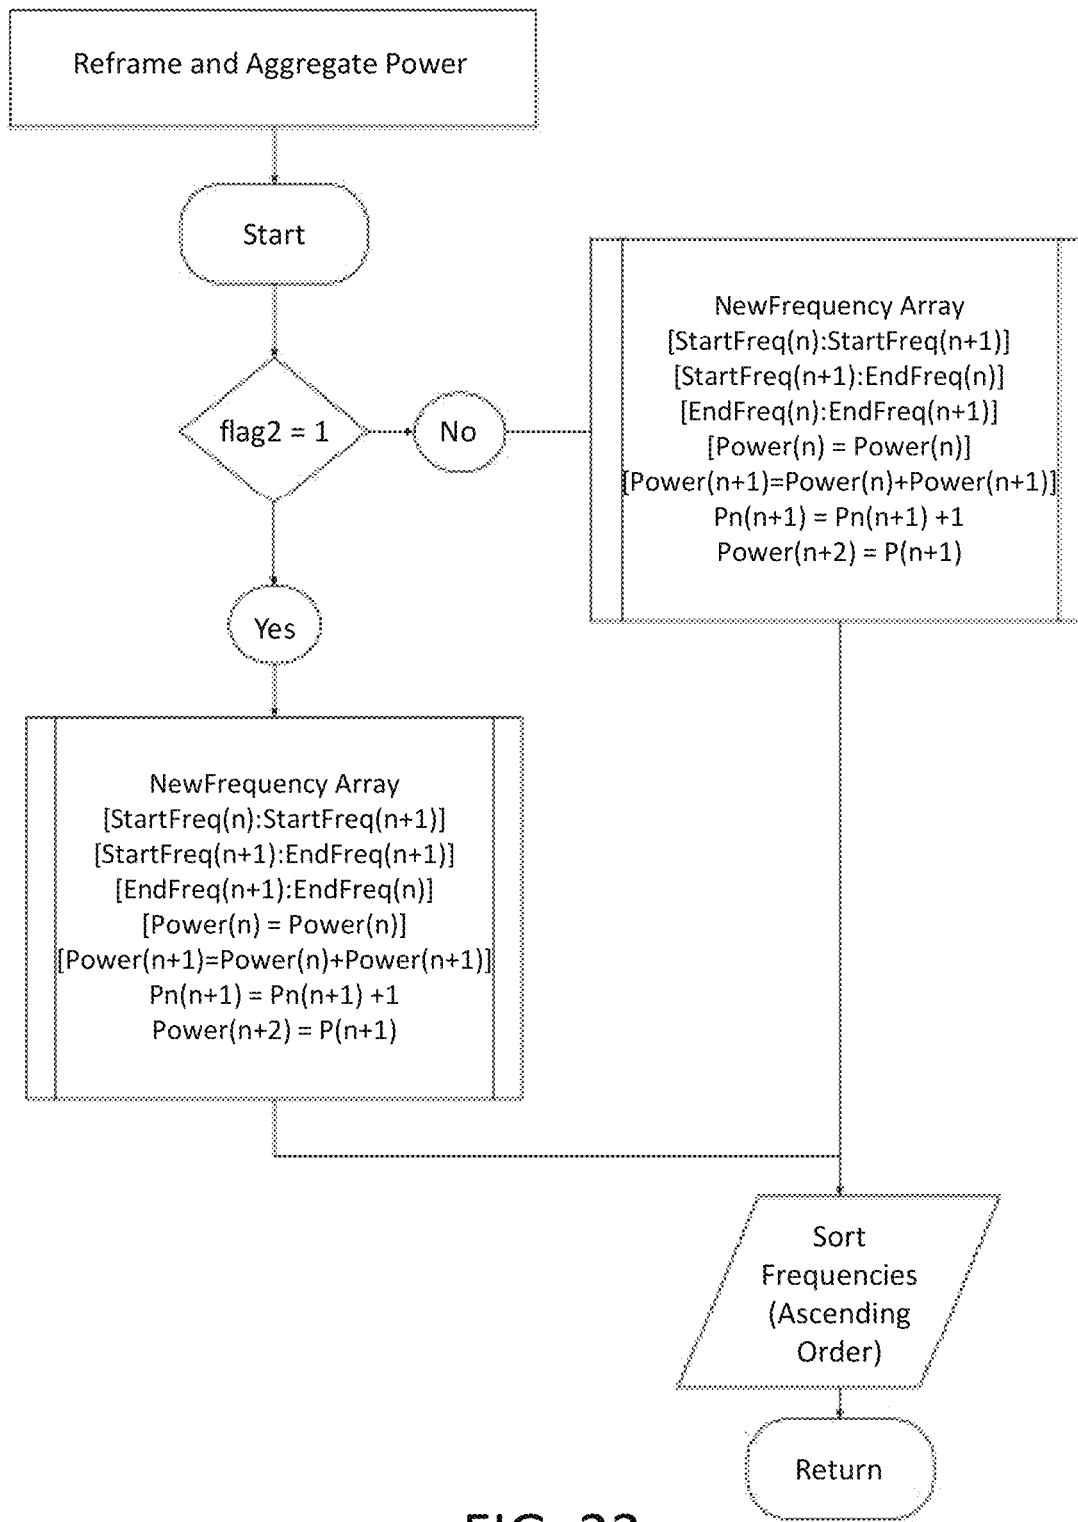 Reframe and Aggregate Power
Start
flag2 = 1
No
NewFrequency Array
[StartFreq(n):StartFreq(n+1)]
[StartFreq(n+1):EndFreq(n)]
[EndFreq(n):EndFreq(n+1)]
[Power(n) = Power(n)]
[Power(n+1)=Power(n)+Power(n+1)]
Pn(n+1) = Pn(n+1) +1
Power(n+2) = P(n+1)
Yes
NewFrequency Array
[StartFreq(n):StartFreq(n+1)]
[StartFreq(n+1):EndFreq(n+1)]
[EndFreq(n+1):EndFreq(n)]
[Power(n) = Power(n)]
[Power(n+1)=Power(n)+Power(n+1)]
Pn(n+1) = Pn(n+1) +1
Power(n+2) = P(n+1)
Sort
Frequencies
(Ascending
Order)
Return